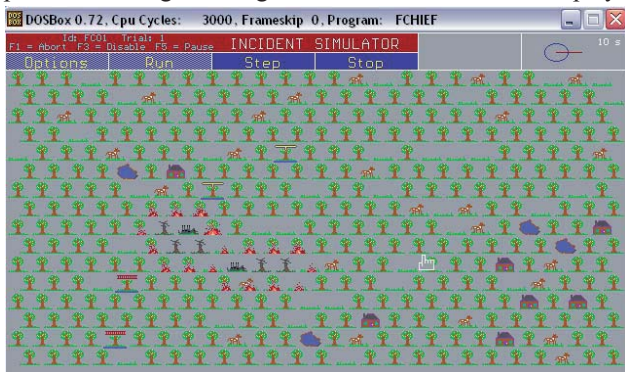 DOSBox 0.72, Cpu Cycles: 3000, Frameskip 0, Program: FCHIEF
Id: FC01 Trial: 1
F1 = Abort F3 = Disable F5 = Pause
INCIDENT SIMULATOR
10 s
Options Run Step Stop